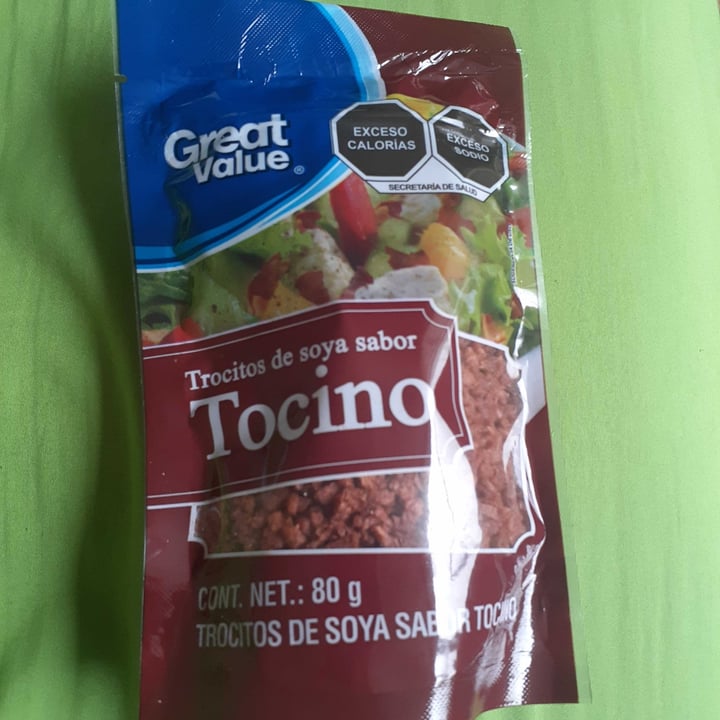 Great
Value®
EXCESO
CALORÍAS
EXCESO
SODIO
SECRETARÍA DE SALUD
Trocitos de soya sabor
Tocino
CONT. NET.: 80 g
TROCITOS DE SOYA SABOR TOCINO